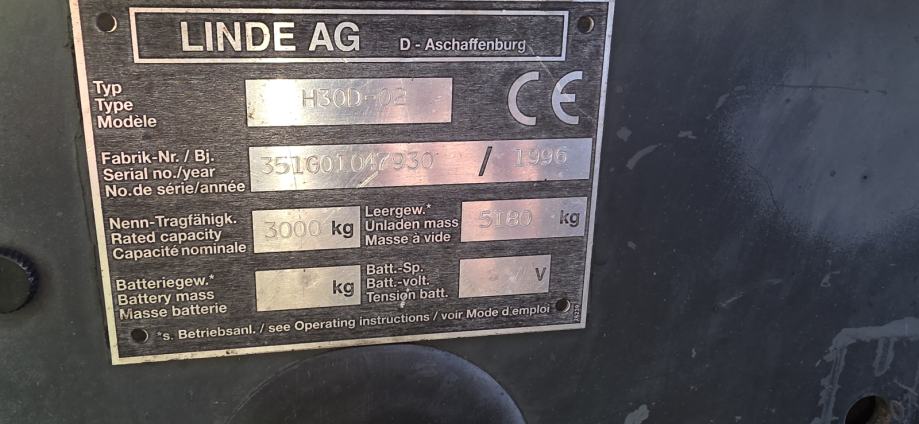 LINDE AG D - Aschaffenburg
Typ
Type H30D-02
Modèle
Fabrik-Nr. / Bj.
Serial no./year 351G01047930 / 1996
No.de série/année
Nenn-Tragfähigk.
Rated capacity 3000 kg
Capacité nominale
Leergew.*
Unladen mass 5180 kg
Masse à vide
Batteriegew.*
Battery mass kg
Masse batterie
Batt.-Sp.
Batt.-volt. V
Tension batt.
*s. Betriebsanl. / see Operating instructions / voir Mode d.emploi